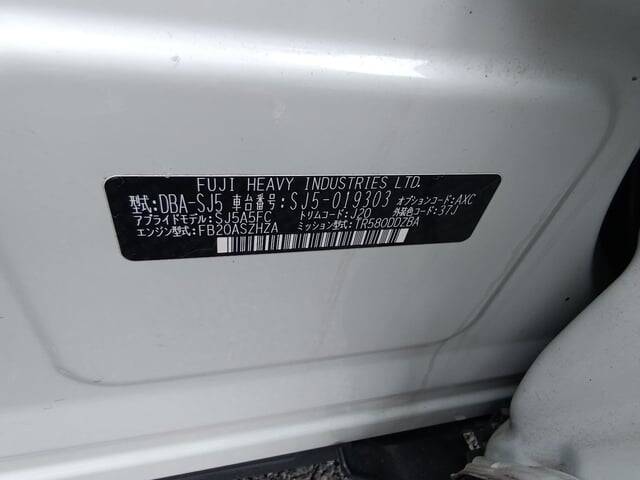 FUJI HEAVY INDUSTRIES LTD.
型式:DBA-SJ5 車台番号:SJ5-019303 オプションコード:AXC
アプライドモデル:SJ5A5FC トリムコード:J20 外装色コード:37J
エンジン型式:FB20ASZHZA ミッション型式:TR580DDZBA